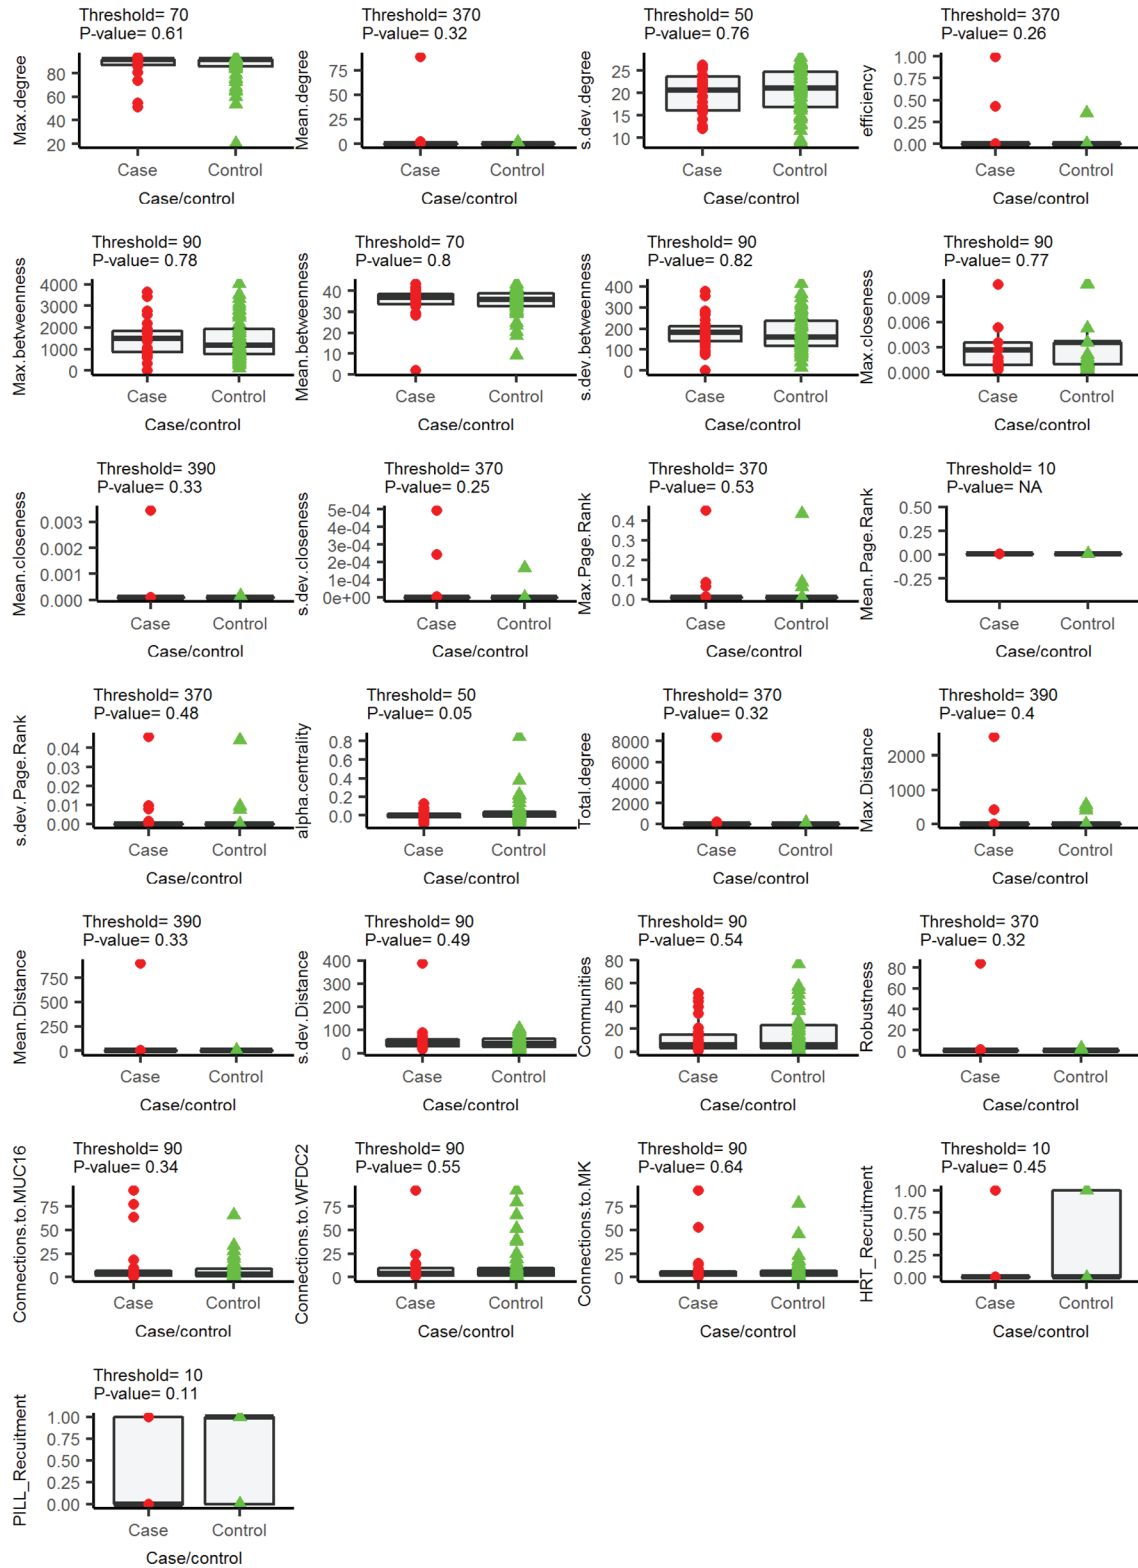 Threshold= 70
P-value= 0.61
Max.degree
80
60
40
20
Case
Control
Case/control
Threshold= 370
P-value= 0.32
Mean.degree
75
50
25
0
Case
Control
Case/control
Threshold= 50
P-value= 0.76
s.dev.degree
25
20
15
10
Case
Control
Case/control
Threshold= 370
P-value= 0.26
efficiency
1.00
0.75
0.50
0.25
0.00
Case
Control
Case/control
Threshold= 90
P-value= 0.78
Max.betweenness
4000
3000
2000
1000
0
Case
Control
Case/control
Threshold= 70
P-value= 0.8
Mean.betweenness
40
30
20
10
0
Case
Control
Case/control
Threshold= 90
P-value= 0.82
s.dev.betweenness
400
300
200
100
0
Case
Control
Case/control
Threshold= 90
P-value= 0.77
Max.closeness
0.009
0.006
0.003
0.000
Case
Control
Case/control
Threshold= 390
P-value= 0.33
Mean.closeness
0.003
0.002
0.001
0.000
Case
Control
Case/control
Threshold= 370
P-value= 0.25
s.dev.closeness
5e-04
4e-04
3e-04
2e-04
1e-04
0e+00
Case
Control
Case/control
Threshold= 370
P-value= 0.53
Max.Page.Rank
0.4
0.3
0.2
0.1
0.0
Case
Control
Case/control
Threshold= 10
P-value= NA
Mean.Page.Rank
0.50
0.25
0.00
-0.25
Case
Control
Case/control
Threshold= 370
P-value= 0.48
s.dev.Page.Rank
0.04
0.03
0.02
0.01
0.00
Case
Control
Case/control
Threshold= 50
P-value= 0.05
alpha.centrality
0.8
0.6
0.4
0.2
0.0
Case
Control
Case/control
Threshold= 370
P-value= 0.32
Total.degree
8000
6000
4000
2000
0
Case
Control
Case/control
Threshold= 390
P-value= 0.4
Max.Distance
2000
1000
0
Case
Control
Case/control
Threshold= 390
P-value= 0.33
Mean.Distance
750
500
250
0
Case
Control
Case/control
Threshold= 90
P-value= 0.49
s.dev.Distance
400
300
200
100
0
Case
Control
Case/control
Threshold= 90
P-value= 0.54
Communities
80
60
40
20
0
Case
Control
Case/control
Threshold= 370
P-value= 0.32
Robustness
80
60
40
20
0
Case
Control
Case/control
Threshold= 90
P-value= 0.34
Connections.to.MUC16
75
50
25
0
Case
Control
Case/control
Threshold= 90
P-value= 0.55
Connections.to.WFDC2
75
50
25
0
Case
Control
Case/control
Threshold= 90
P-value= 0.64
Connections.to.MK
75
50
25
0
Case
Control
Case/control
Threshold= 10
P-value= 0.45
HRT_Recruitment
1.00
0.75
0.50
0.25
0.00
Case
Control
Case/control
Threshold= 10
P-value= 0.11
PILL_Recuitment
1.00
0.75
0.50
0.25
0.00
Case
Control
Case/control